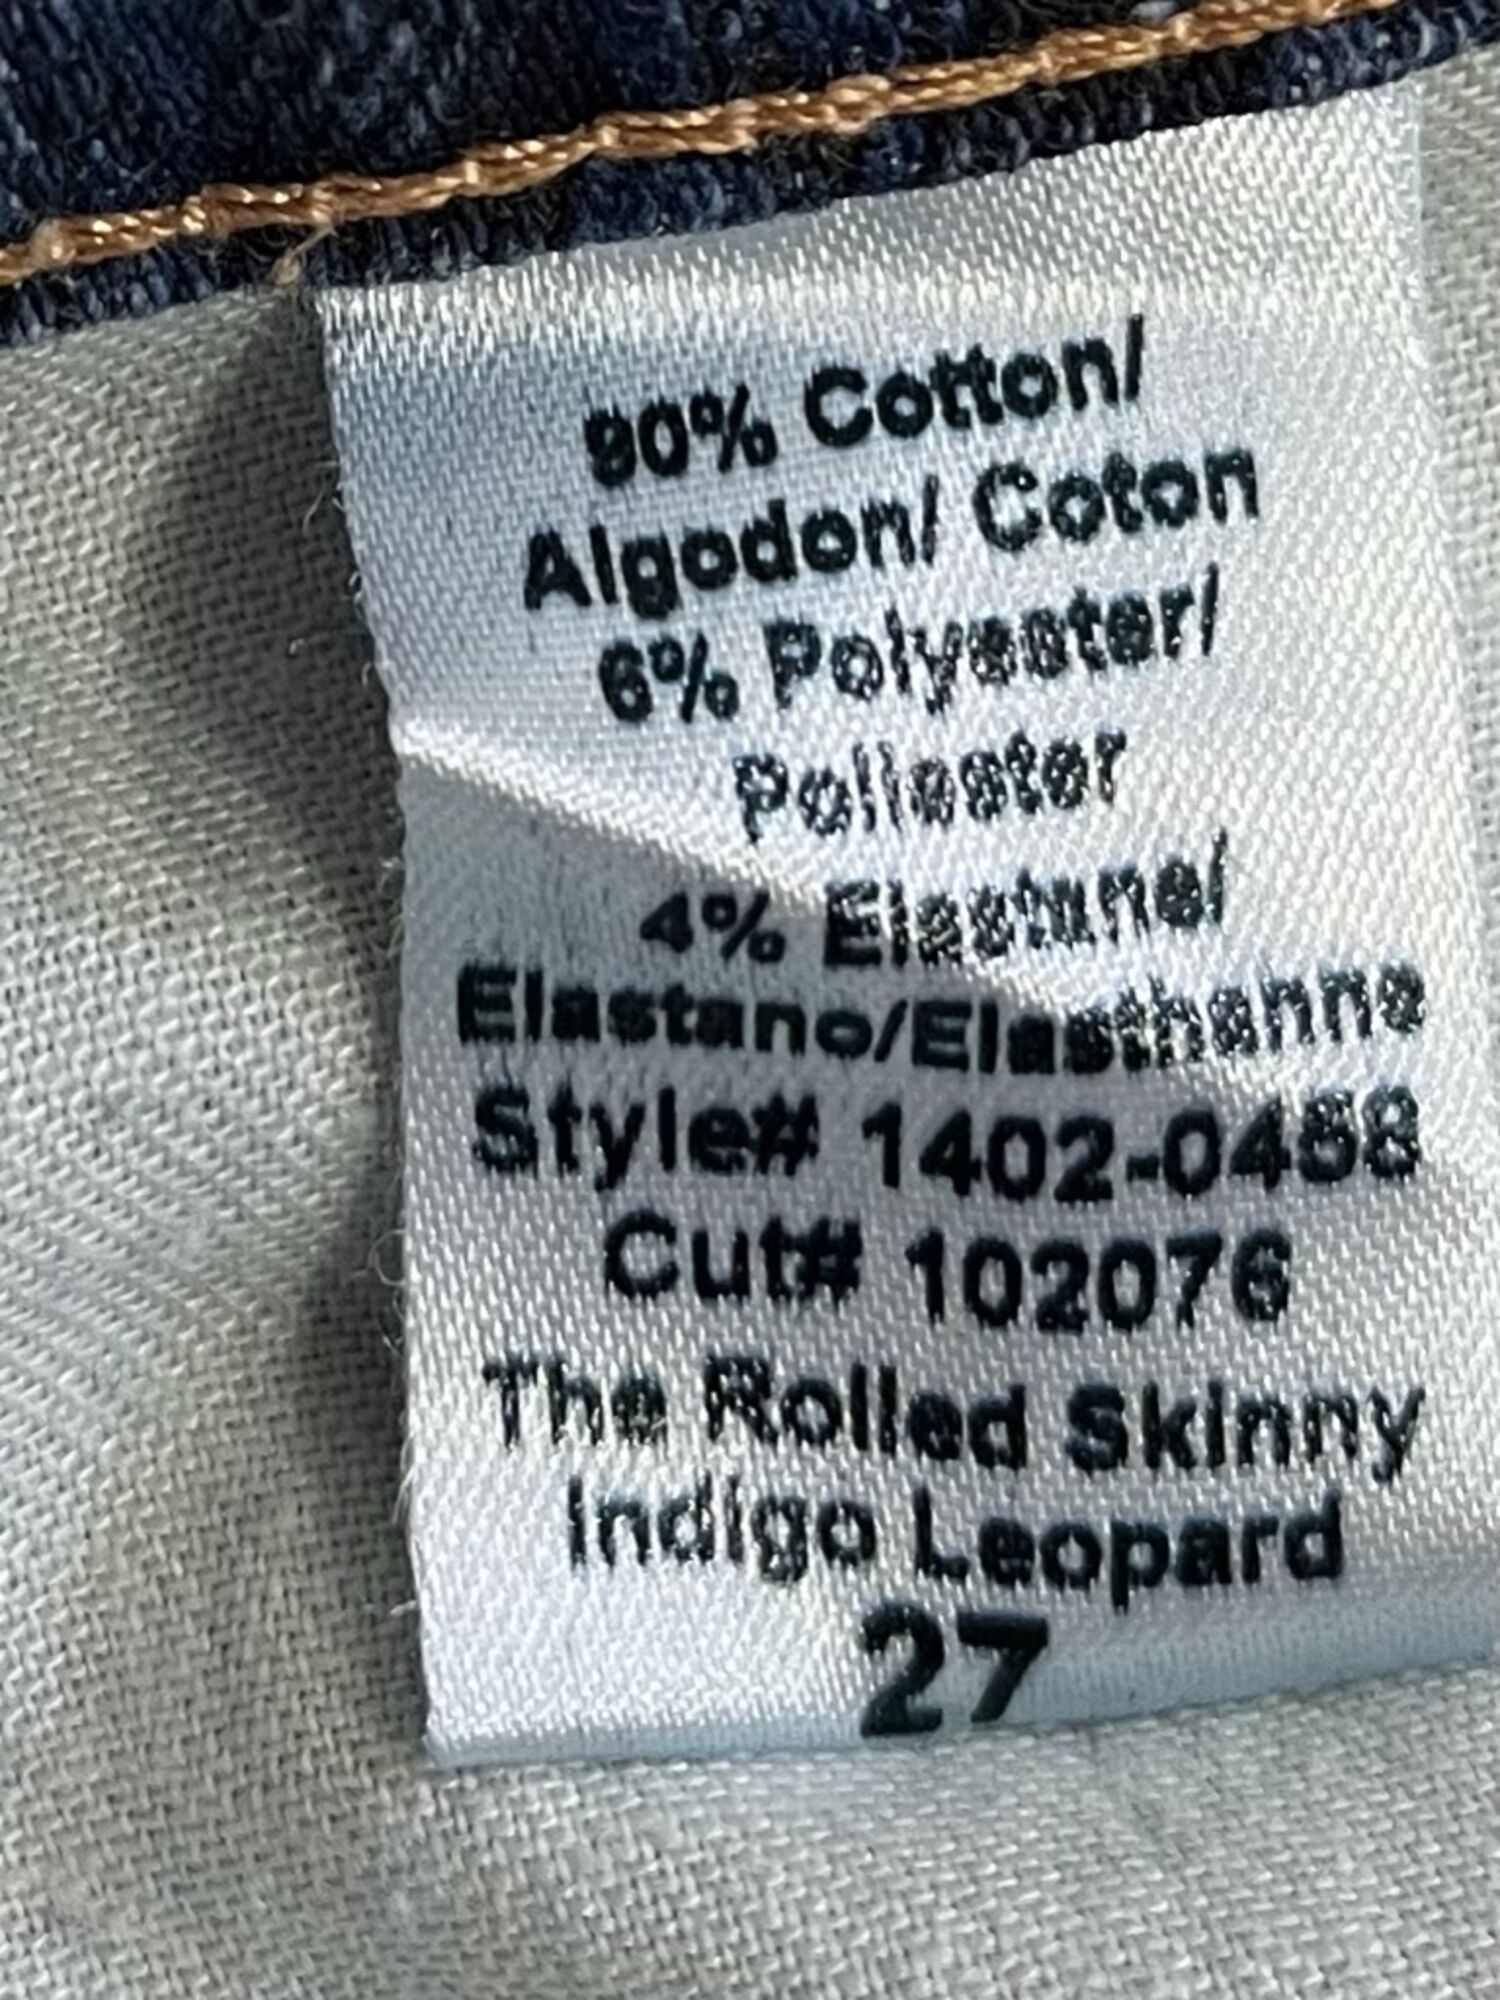 90% Cotton/
Algodon/ Coton
6% Polyester/
Poliester
4% Elastane/
Elastano/Elasthanne
Style# 1402-0458
Cut# 102076
The Rolled Skinny
Indigo Leopard
27